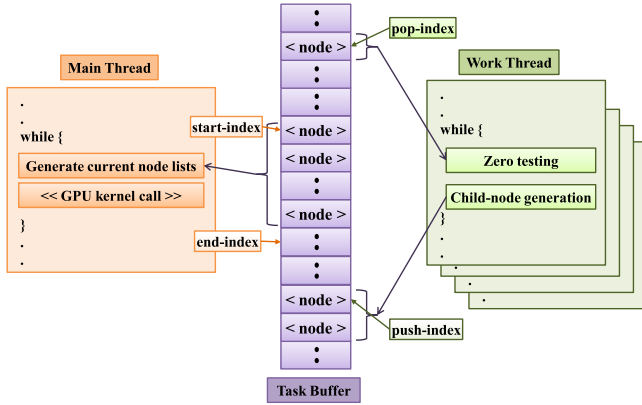 Main Thread
.
.
while {
Generate current node lists
<< GPU kernel call >>
}
.
.
start-index
end-index
:
< node >
:
:
< node >
< node >
:
< node >
:
:
< node >
< node >
:
Task Buffer
pop-index
push-index
Work Thread
.
.
while {
Zero testing
Child-node generation
}
.
.
.
.
.